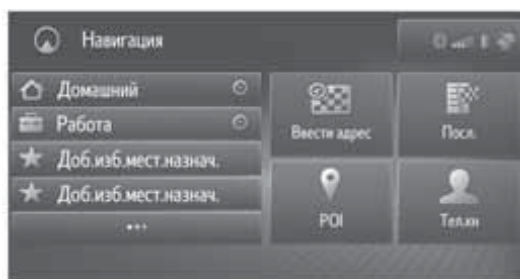 Навигация
Домашний
Работа
Доб.изб.мест.назнач.
Доб.изб.мест.назнач.
...
Ввести адрес
Посл.
POI
Тел.кн